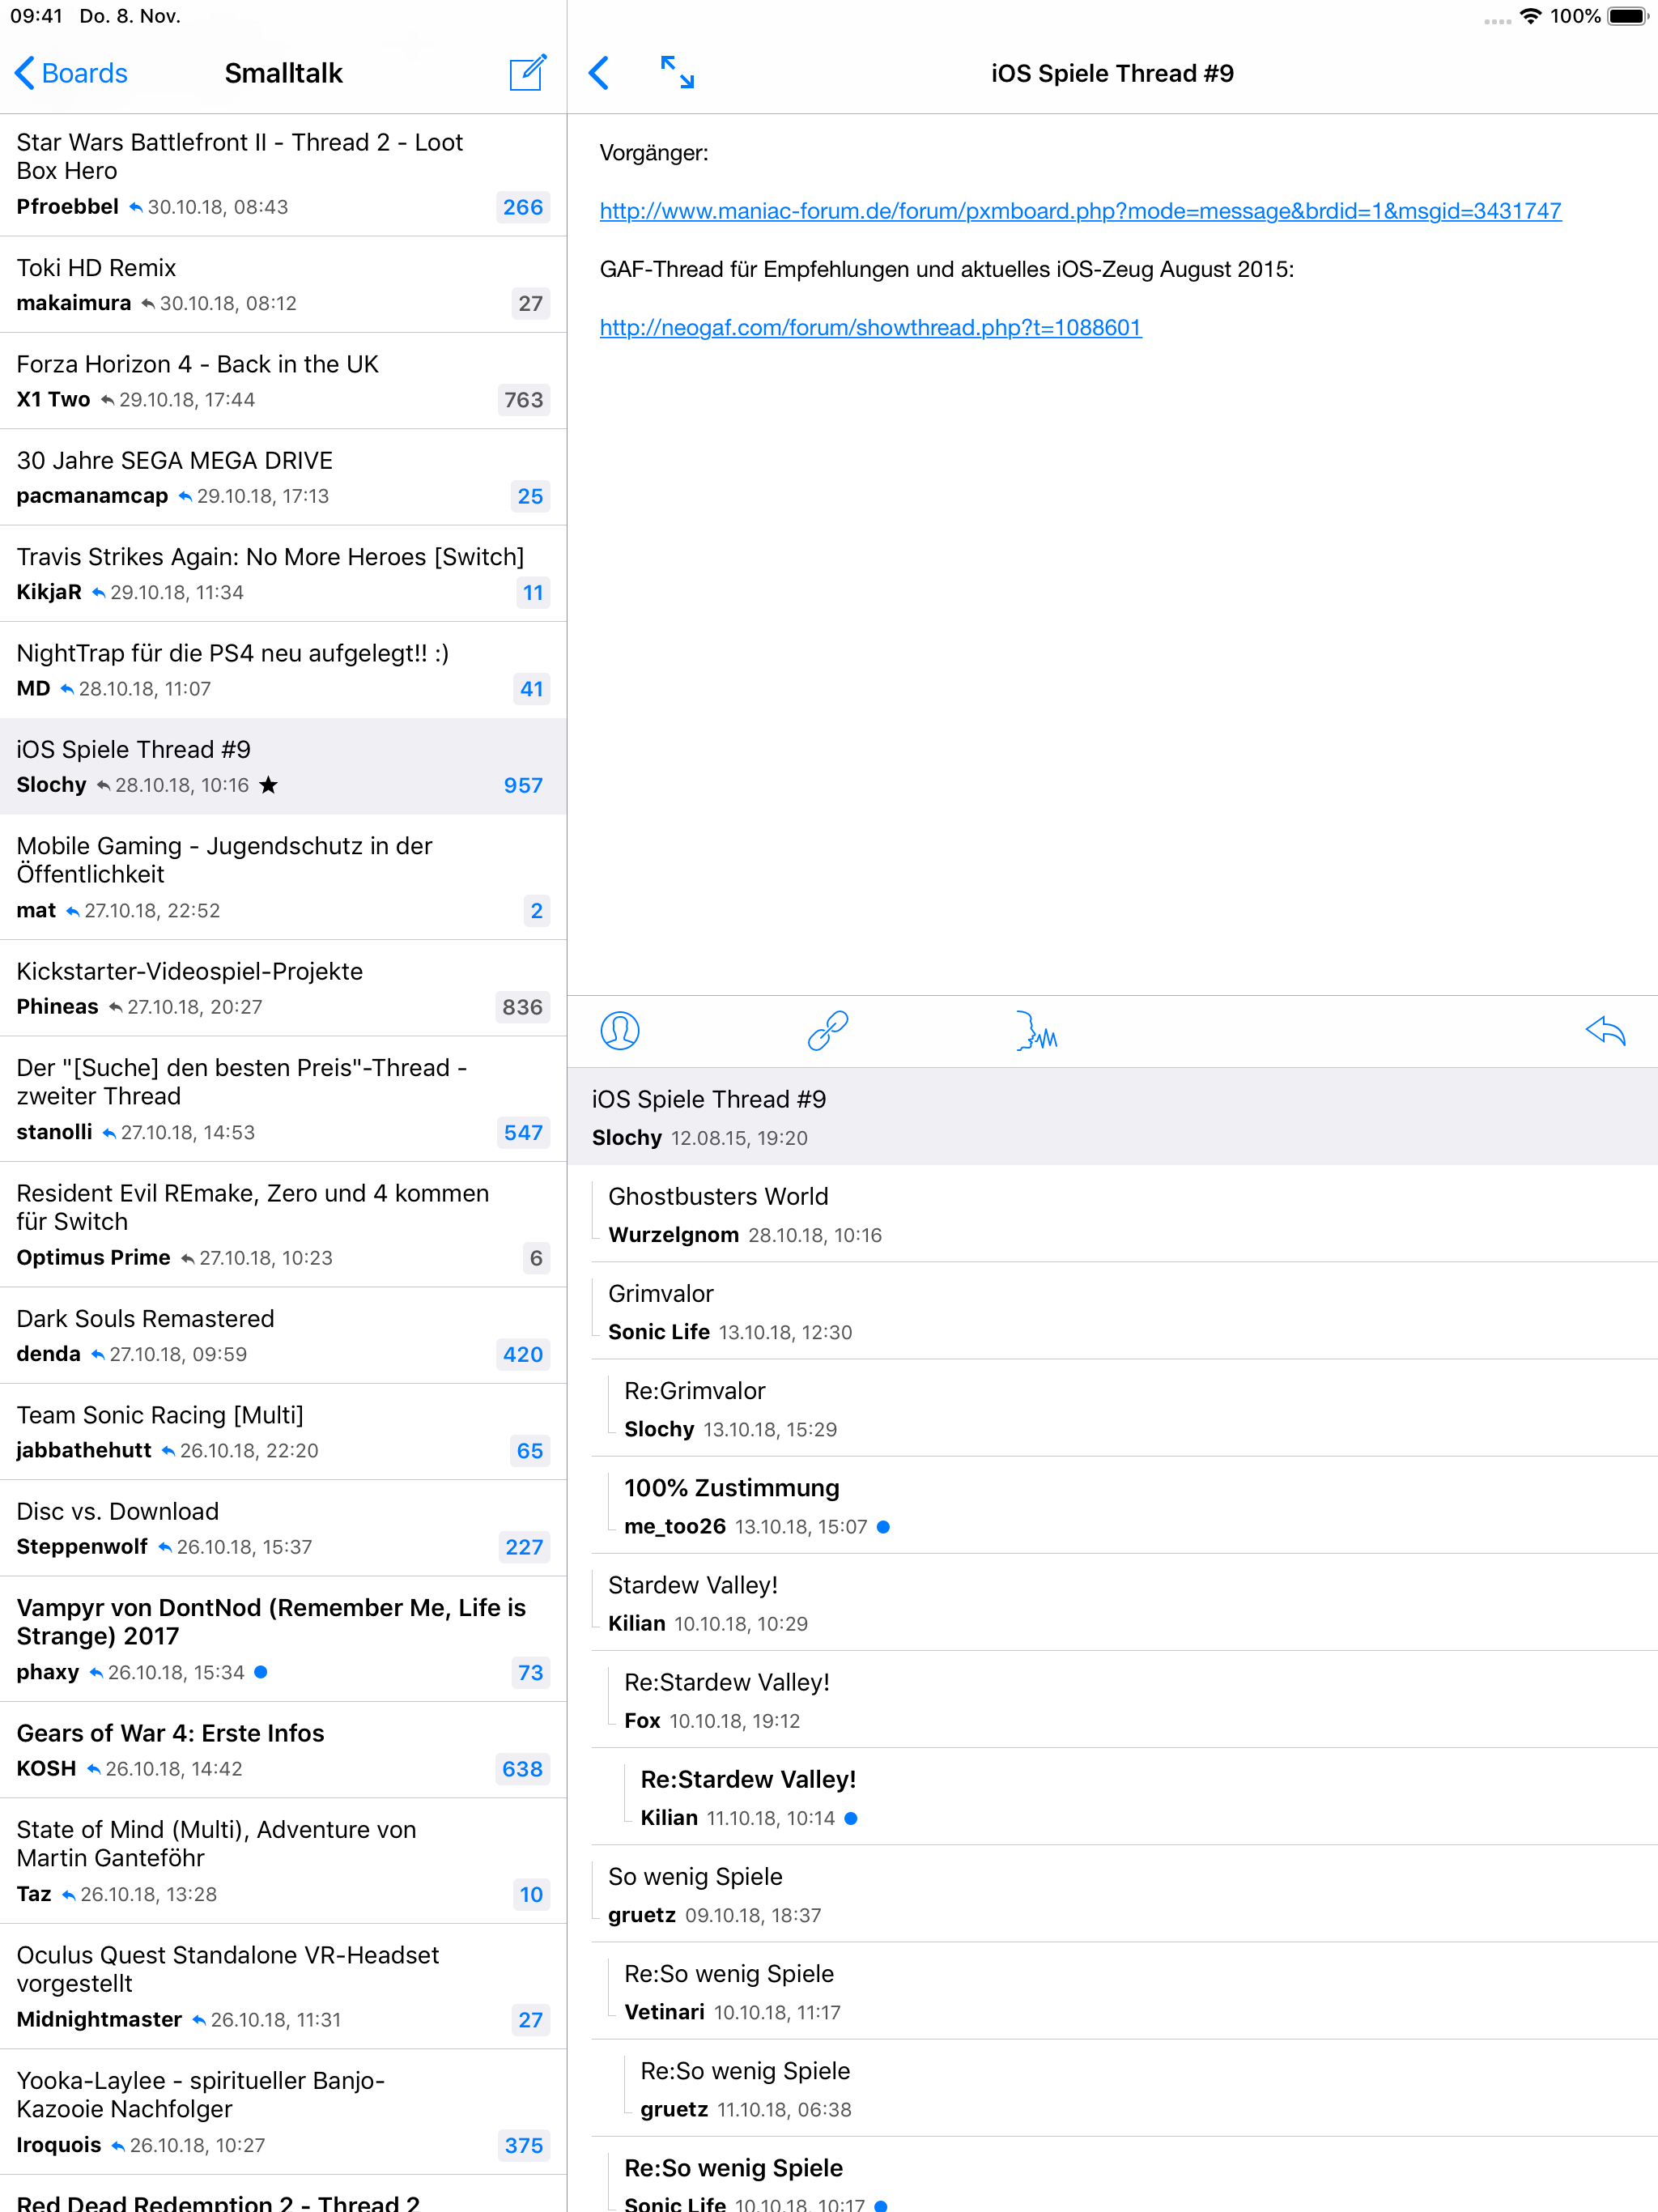 09:41 Do. 8. Nov.
100%
Boards
Smalltalk
Star Wars Battlefront II - Thread 2 - Loot
Box Hero
Pfroebbel 30.10.18, 08:43
266
Toki HD Remix
makaimura 30.10.18, 08:12
27
Forza Horizon 4 - Back in the UK
X1 Two 29.10.18, 17:44
763
30 Jahre SEGA MEGA DRIVE
pacmanamcap 29.10.18, 17:13
25
Travis Strikes Again: No More Heroes [Switch]
KikjaR 29.10.18, 11:34
11
NightTrap für die PS4 neu aufgelegt!! :)
MD 28.10.18, 11:07
41
iOS Spiele Thread #9
Slochy 28.10.18, 10:16 ★
957
Mobile Gaming - Jugendschutz in der
Öffentlichkeit
mat 27.10.18, 22:52
2
Kickstarter-Videospiel-Projekte
Phineas 27.10.18, 20:27
836
Der "[Suche] den besten Preis"-Thread -
zweiter Thread
stanolli 27.10.18, 14:53
547
Resident Evil REmake, Zero und 4 kommen
für Switch
Optimus Prime 27.10.18, 10:23
6
Dark Souls Remastered
denda 27.10.18, 09:59
420
Team Sonic Racing [Multi]
jabbathehutt 26.10.18, 22:20
65
Disc vs. Download
Steppenwolf 26.10.18, 15:37
227
Vampyr von DontNod (Remember Me, Life is
Strange) 2017
phaxy 26.10.18, 15:34
73
Gears of War 4: Erste Infos
KOSH 26.10.18, 14:42
638
State of Mind (Multi), Adventure von
Martin Ganteföhr
Taz 26.10.18, 13:28
10
Oculus Quest Standalone VR-Headset
vorgestellt
Midnightmaster 26.10.18, 11:31
27
Yooka-Laylee - spiritueller Banjo-
Kazooie Nachfolger
Iroquois 26.10.18, 10:27
375
Red Dead Redemption 2 - Thread 2
iOS Spiele Thread #9
Vorgänger:
http://www.maniac-forum.de/forum/pxmboard.php?mode=message&brdid=1&msgid=3431747
GAF-Thread für Empfehlungen und aktuelles iOS-Zeug August 2015:
http://neogaf.com/forum/showthread.php?t=1088601
iOS Spiele Thread #9
Slochy 12.08.15, 19:20
Ghostbusters World
Wurzelgnom 28.10.18, 10:16
Grimvalor
Sonic Life 13.10.18, 12:30
Re:Grimvalor
Slochy 13.10.18, 15:29
100% Zustimmung
me_too26 13.10.18, 15:07
Stardew Valley!
Kilian 10.10.18, 10:29
Re:Stardew Valley!
Fox 10.10.18, 19:12
Re:Stardew Valley!
Kilian 11.10.18, 10:14
So wenig Spiele
gruetz 09.10.18, 18:37
Re:So wenig Spiele
Vetinari 10.10.18, 11:17
Re:So wenig Spiele
gruetz 11.10.18, 06:38
Re:So wenig Spiele
Sonic Life 10.10.18, 10:17